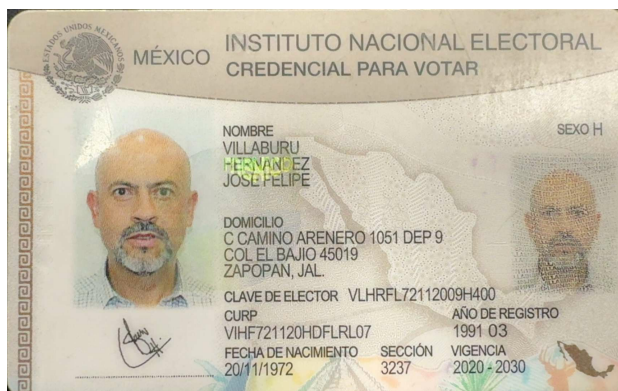 ESTADOS UNIDOS MEXICANOS
MÉXICO
INSTITUTO NACIONAL ELECTORAL
CREDENCIAL PARA VOTAR
NOMBRE
VILLABURU
HERNANDEZ
JOSE FELIPE
SEXO H
DOMICILIO
C CAMINO ARENERO 1051 DEP 9
COL EL BAJIO 45019
ZAPOPAN, JAL.
CLAVE DE ELECTOR VLHRFL72112009H400
CURP
VIHF721120HDFLRL07
AÑO DE REGISTRO
1991 03
FECHA DE NACIMIENTO
20/11/1972
SECCIÓN
3237
VIGENCIA
2020 - 2030